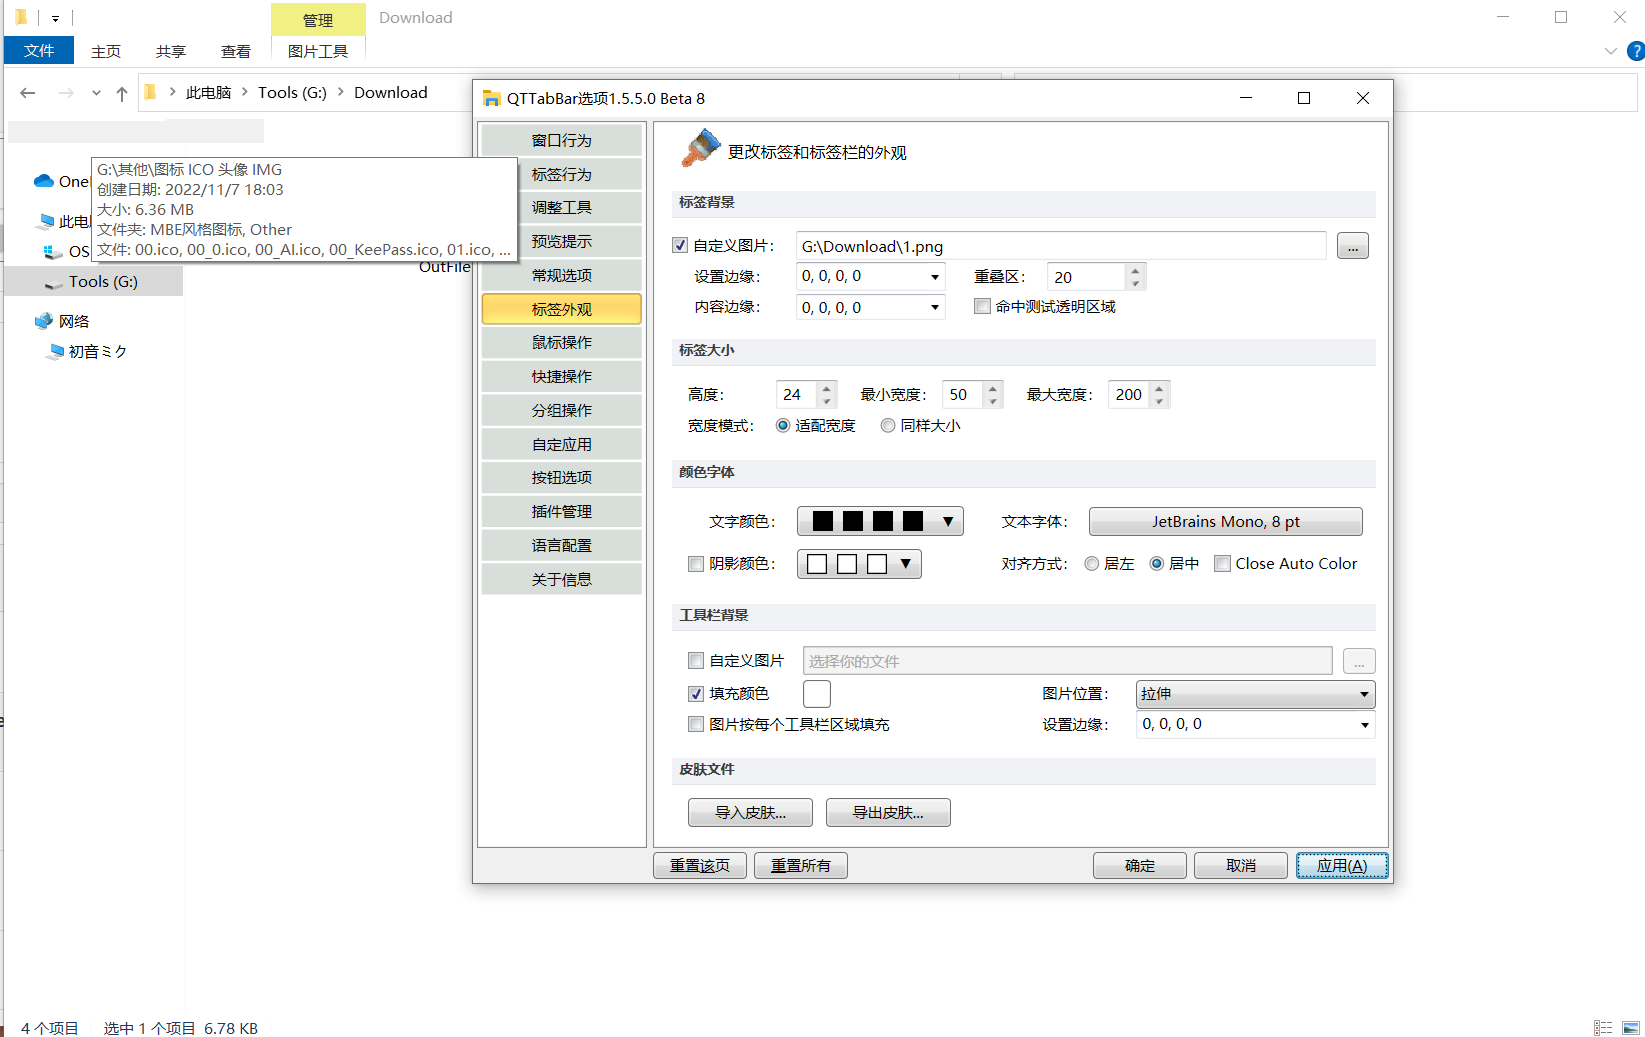 管理
Download
文件
主页
共享
查看
图片工具
此电脑
Tools (G:)
Download
QTTabBar选项1.5.5.0 Beta 8
G:\其他\图标 ICO 头像 IMG
创建日期: 2022/11/7 18:03
大小: 6.36 MB
文件夹: MBE风格图标, Other
文件: 00.ico, 00_0.ico, 00_AI.ico, 00_KeePass.ico, 01.ico, ...
OS
OutFile
Tools (G:)
网络
初音ミク
窗口行为
标签行为
调整工具
预览提示
常规选项
标签外观
鼠标操作
快捷操作
分组操作
自定应用
按钮选项
插件管理
语言配置
关于信息
更改标签和标签栏的外观
标签背景
自定义图片:
G:\Download\1.png
...
设置边缘:
0, 0, 0, 0
重叠区:
20
内容边缘:
0, 0, 0, 0
命中测试透明区域
标签大小
高度:
24
最小宽度:
50
最大宽度:
200
宽度模式:
适配宽度
同样大小
颜色字体
文字颜色:
文本字体:
JetBrains Mono, 8 pt
阴影颜色:
对齐方式:
居左
居中
Close Auto Color
工具栏背景
自定义图片
选择你的文件
...
填充颜色
图片位置:
拉伸
图片按每个工具栏区域填充
设置边缘:
0, 0, 0, 0
皮肤文件
导入皮肤...
导出皮肤...
重置该页
重置所有
确定
取消
应用(A)
4 个项目
选中 1 个项目 6.78 KB